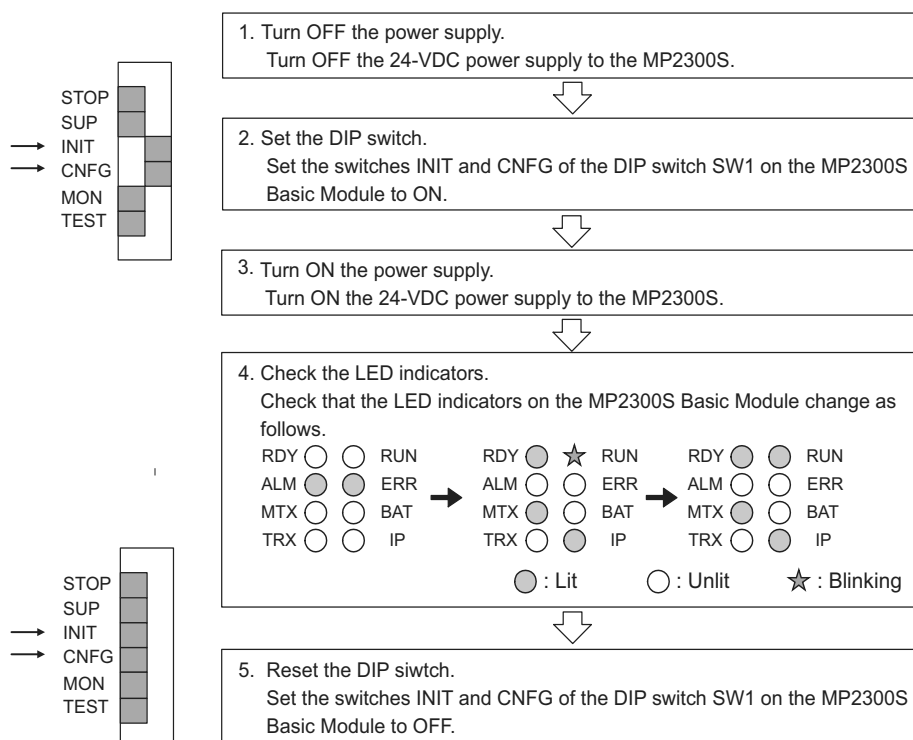 1. Turn OFF the power supply.
Turn OFF the 24-VDC power supply to the MP2300S.
STOP
SUP
INIT
CNFG
MON
TEST
2. Set the DIP switch.
Set the switches INIT and CNFG of the DIP switch SW1 on the MP2300S
Basic Module to ON.
3. Turn ON the power supply.
Turn ON the 24-VDC power supply to the MP2300S.
4. Check the LED indicators.
Check that the LED indicators on the MP2300S Basic Module change as
follows.
RDY RUN RDY RUN RDY RUN
ALM ERR ALM ERR ALM ERR
MTX BAT MTX BAT MTX BAT
TRX IP TRX IP TRX IP
: Lit : Unlit : Blinking
STOP
SUP
INIT
CNFG
MON
TEST
5. Reset the DIP siwtch.
Set the switches INIT and CNFG of the DIP switch SW1 on the MP2300S
Basic Module to OFF.